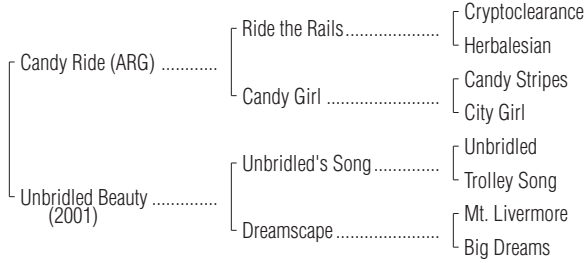 Cryptoclearance
Ride the Rails....................
Herbalesian
Candy Ride (ARG) ............
Candy Stripes
Candy Girl ........................
City Girl
Unbridled
Unbridled's Song..............
Trolley Song
Unbridled Beauty ..............
(2001)
Mt. Livermore
Dreamscape......................
Big Dreams